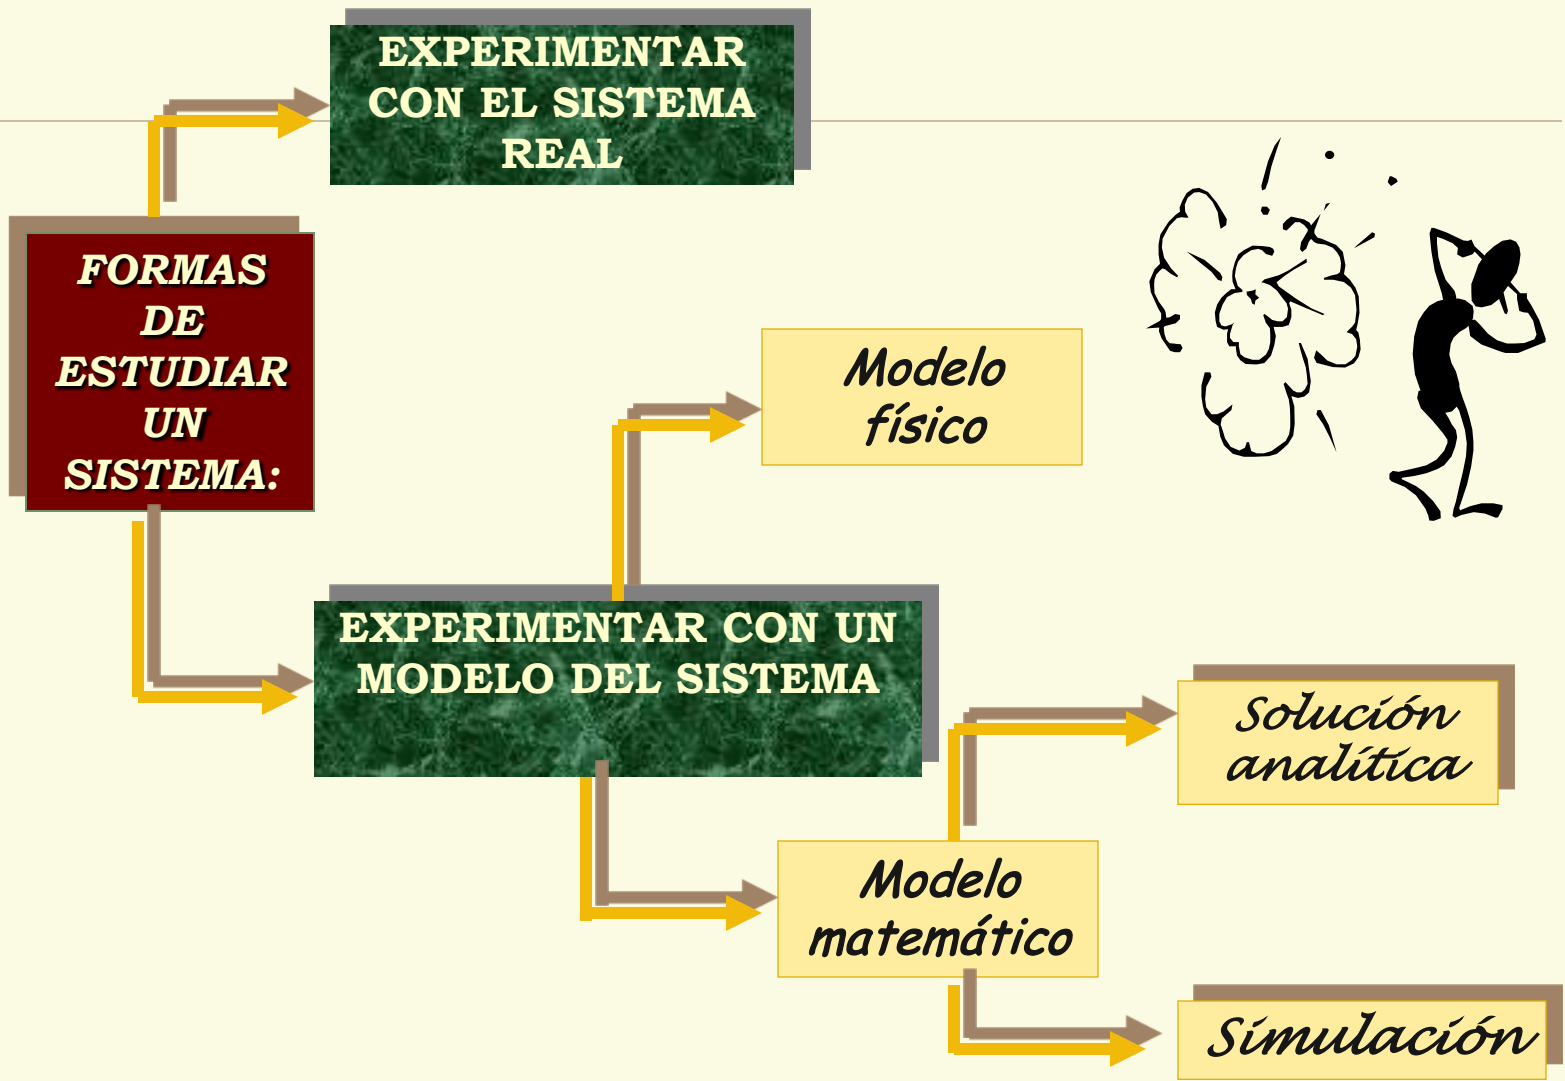 EXPERIMENTAR
CON EL SISTEMA
REAL
FORMAS
DE
ESTUDIAR
UN
SISTEMA:
Modelo
físico
EXPERIMENTAR CON UN
MODELO DEL SISTEMA
Solución
analítica
Modelo
matemático
Simulación